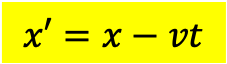 x′ = x − vt